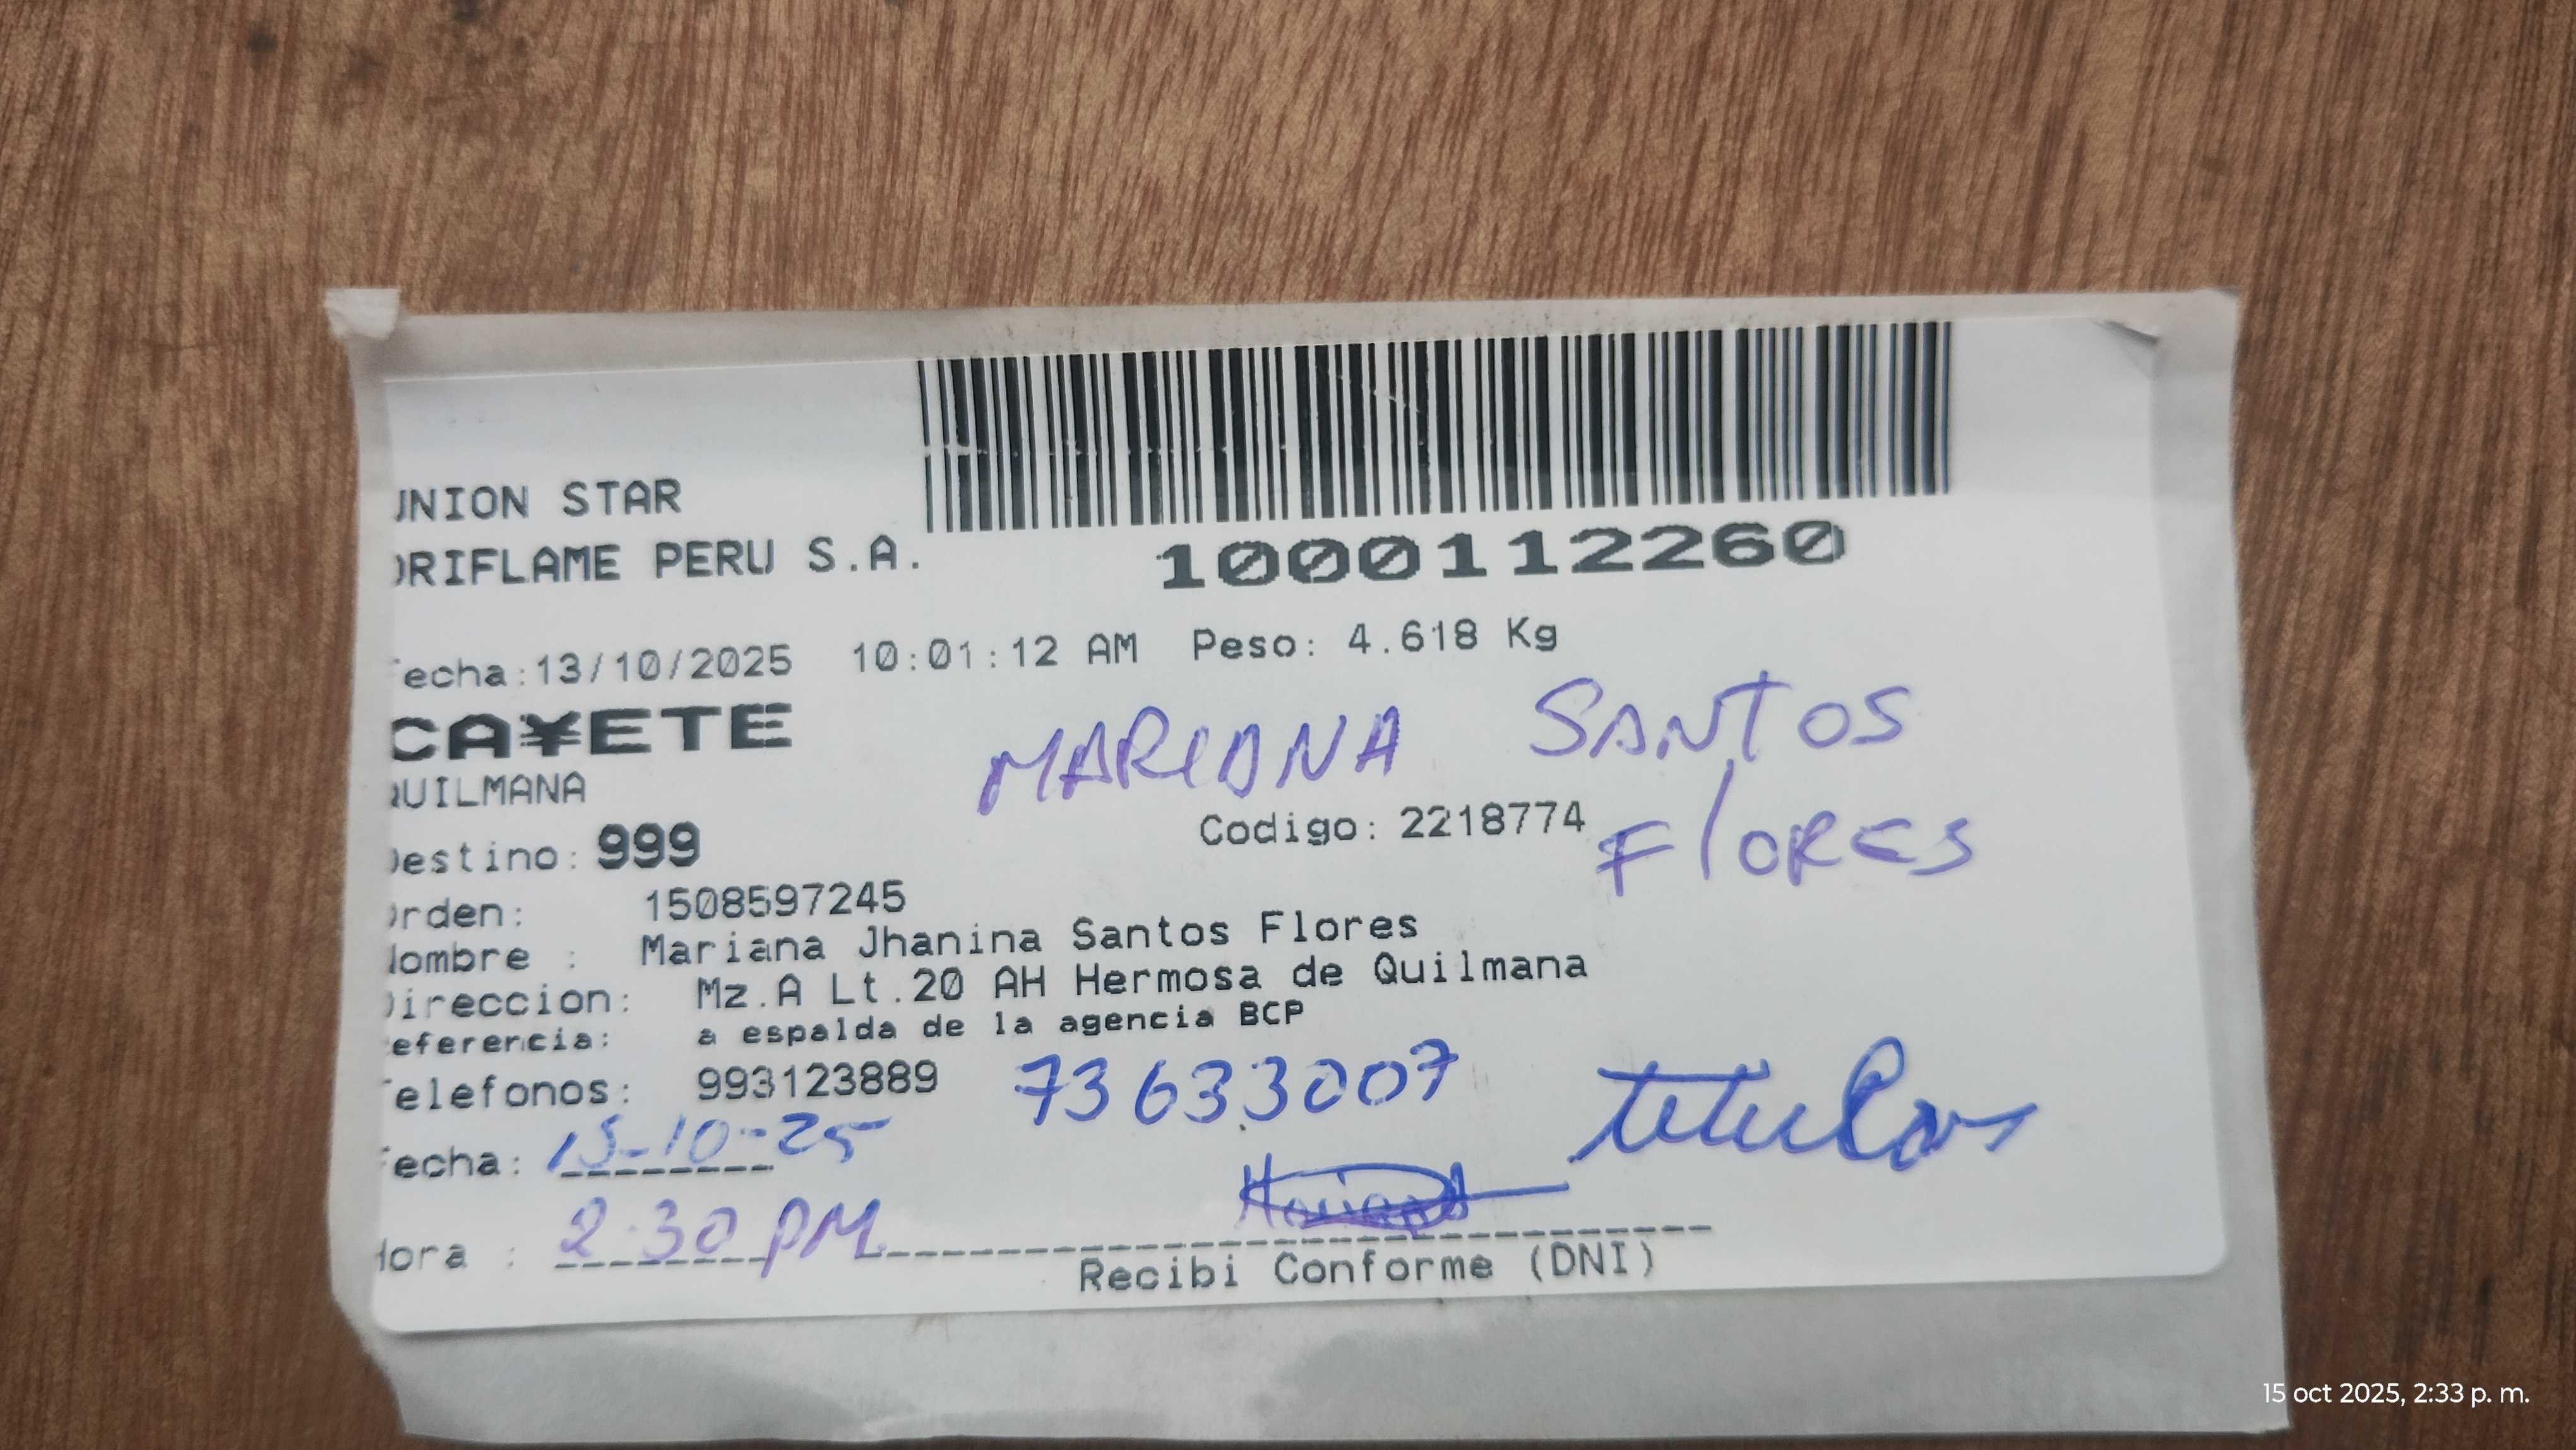 UNION STAR
ORIFLAME PERU S.A.
1000112260
Fecha:13/10/2025 10:01:12 AM Peso: 4.618 Kg
CA¥ETE
MARIANA SANTOS
QUILMANA
Codigo: 2218774
FlORES
Destino: 999
Orden: 1508597245
Nombre : Mariana Jhanina Santos Flores
Direccion: Mz.A Lt.20 AH Hermosa de Quilmana
Referencia: a espalda de la agencia BCP
Telefonos: 993123889 73633007
titular
Fecha: 15-10-25
Hora : 2:30 PM
Recibi Conforme (DNI)
15 oct 2025, 2:33 p. m.